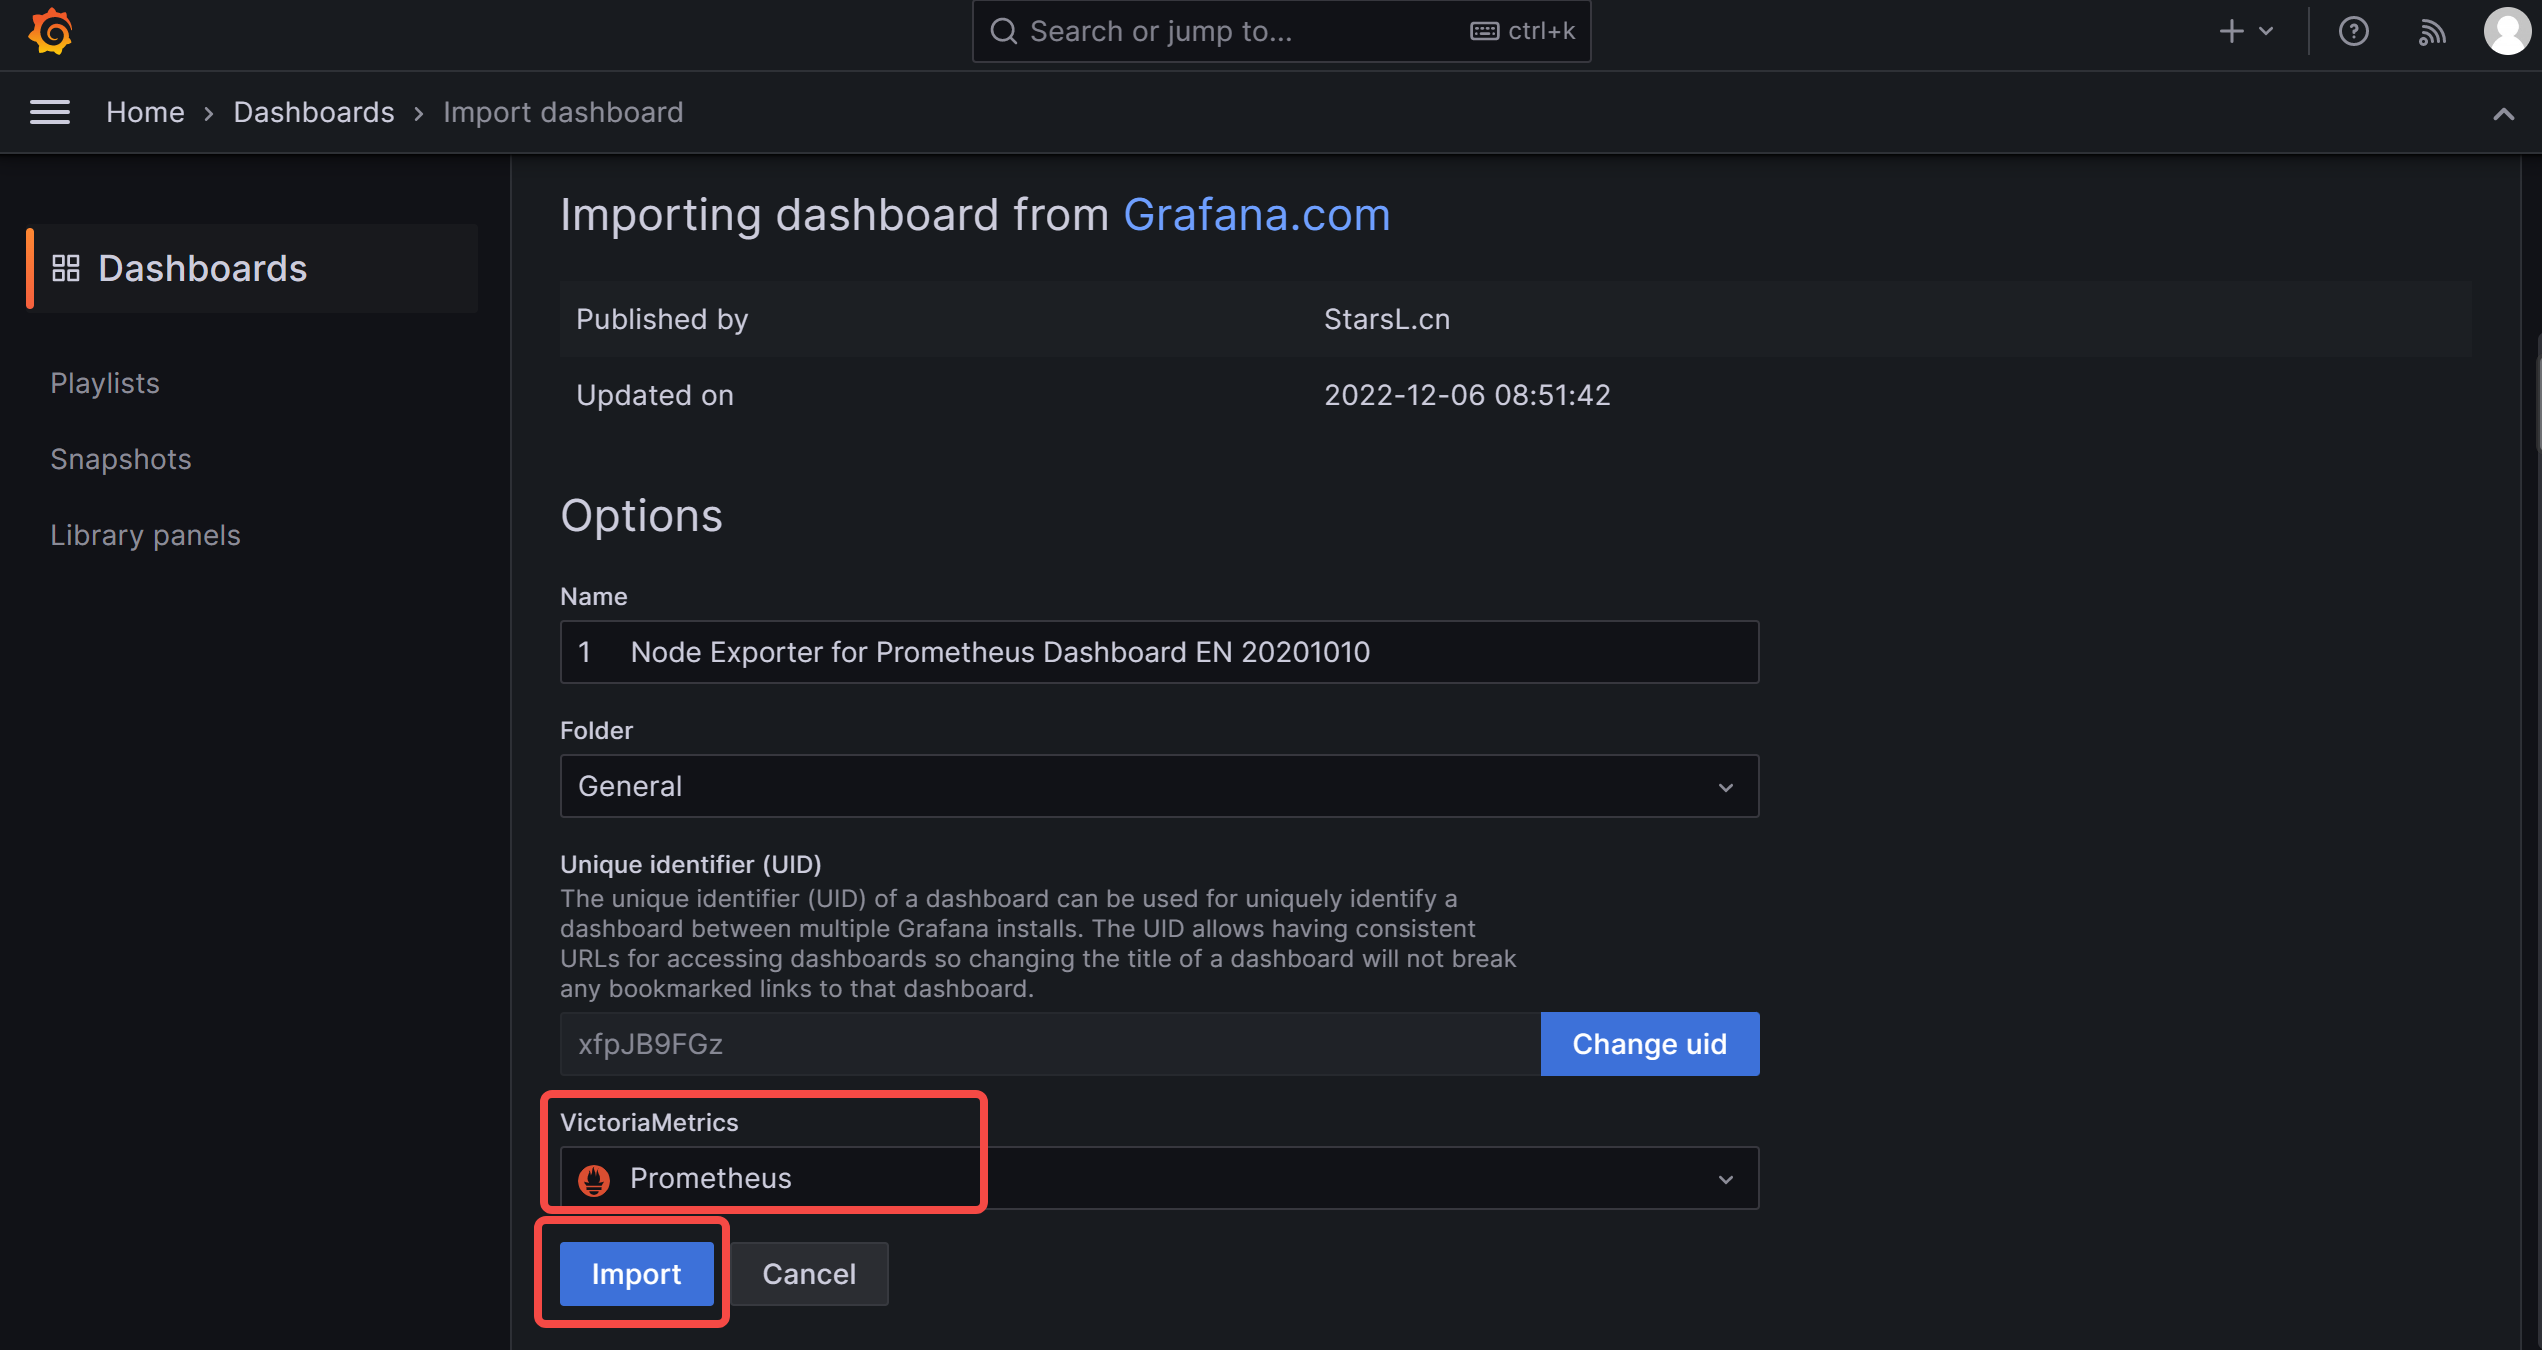 Search or jump to...
ctrl+k
Home
Dashboards
Import dashboard
Dashboards
Playlists
Snapshots
Library panels
Importing dashboard from Grafana.com
Published by
StarsL.cn
Updated on
2022-12-06 08:51:42
Options
Name
1 Node Exporter for Prometheus Dashboard EN 20201010
Folder
General
Unique identifier (UID)
The unique identifier (UID) of a dashboard can be used for uniquely identify a
dashboard between multiple Grafana installs. The UID allows having consistent
URLs for accessing dashboards so changing the title of a dashboard will not break
any bookmarked links to that dashboard.
xfpJB9FGz
Change uid
VictoriaMetrics
Prometheus
Import
Cancel